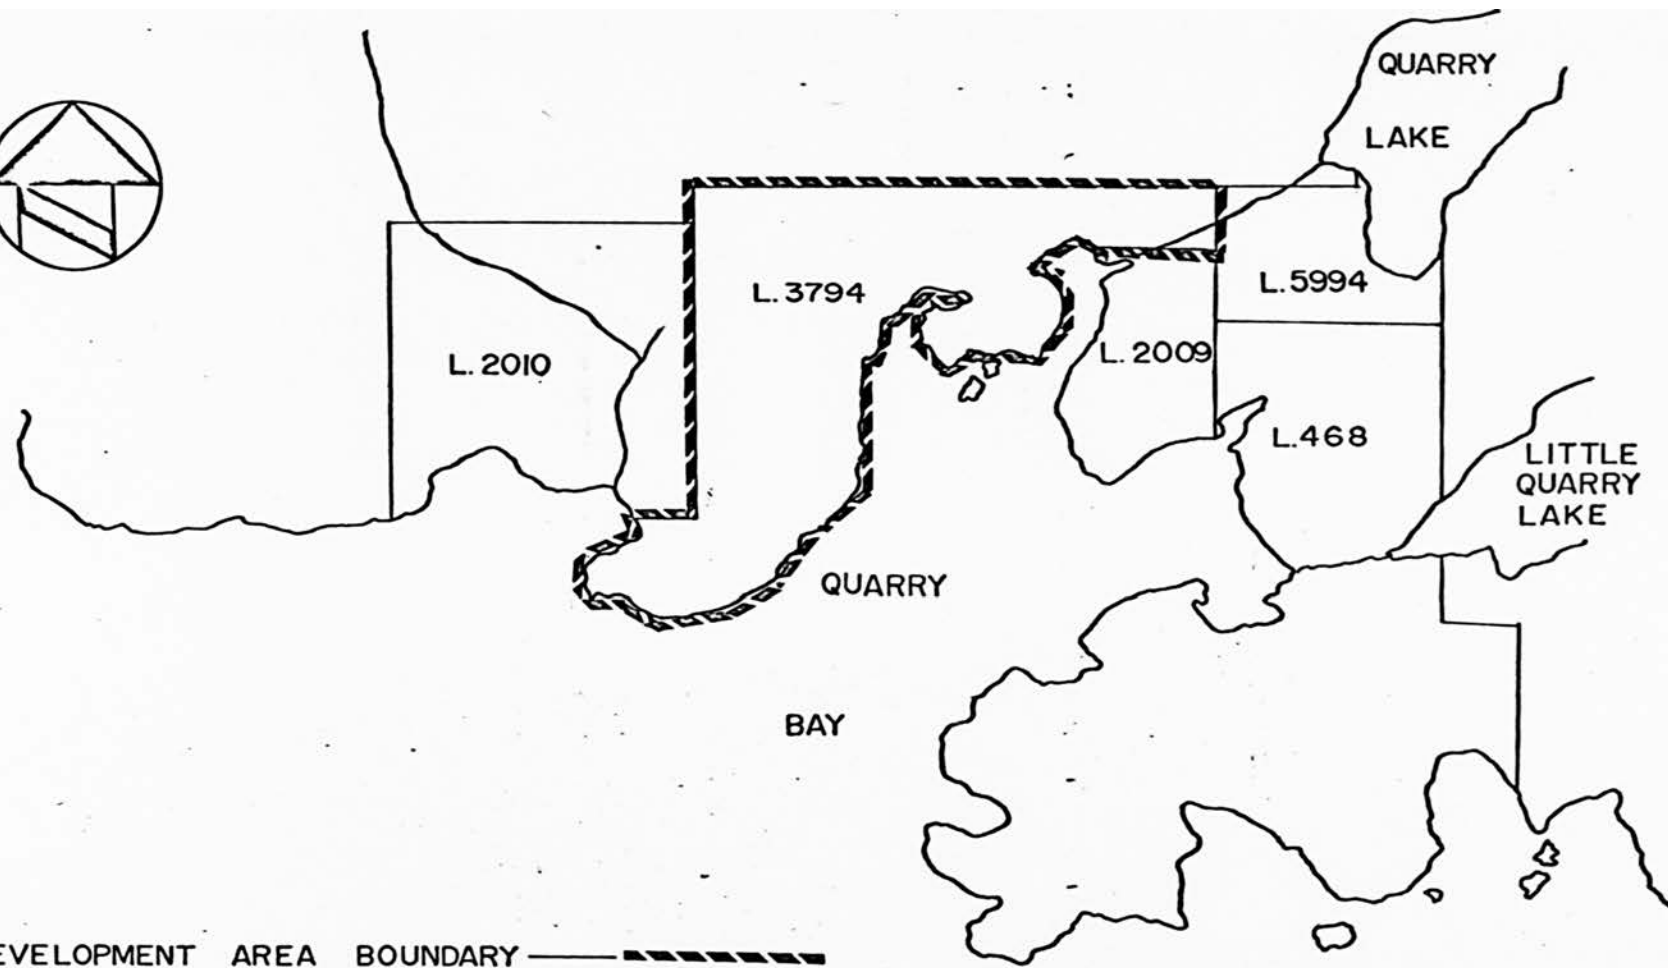 QUARRY
LAKE
L. 3794
L. 5994
L. 2010
L. 2009
L. 468
LITTLE
QUARRY
LAKE
QUARRY
BAY
EVELOPMENT AREA BOUNDARY